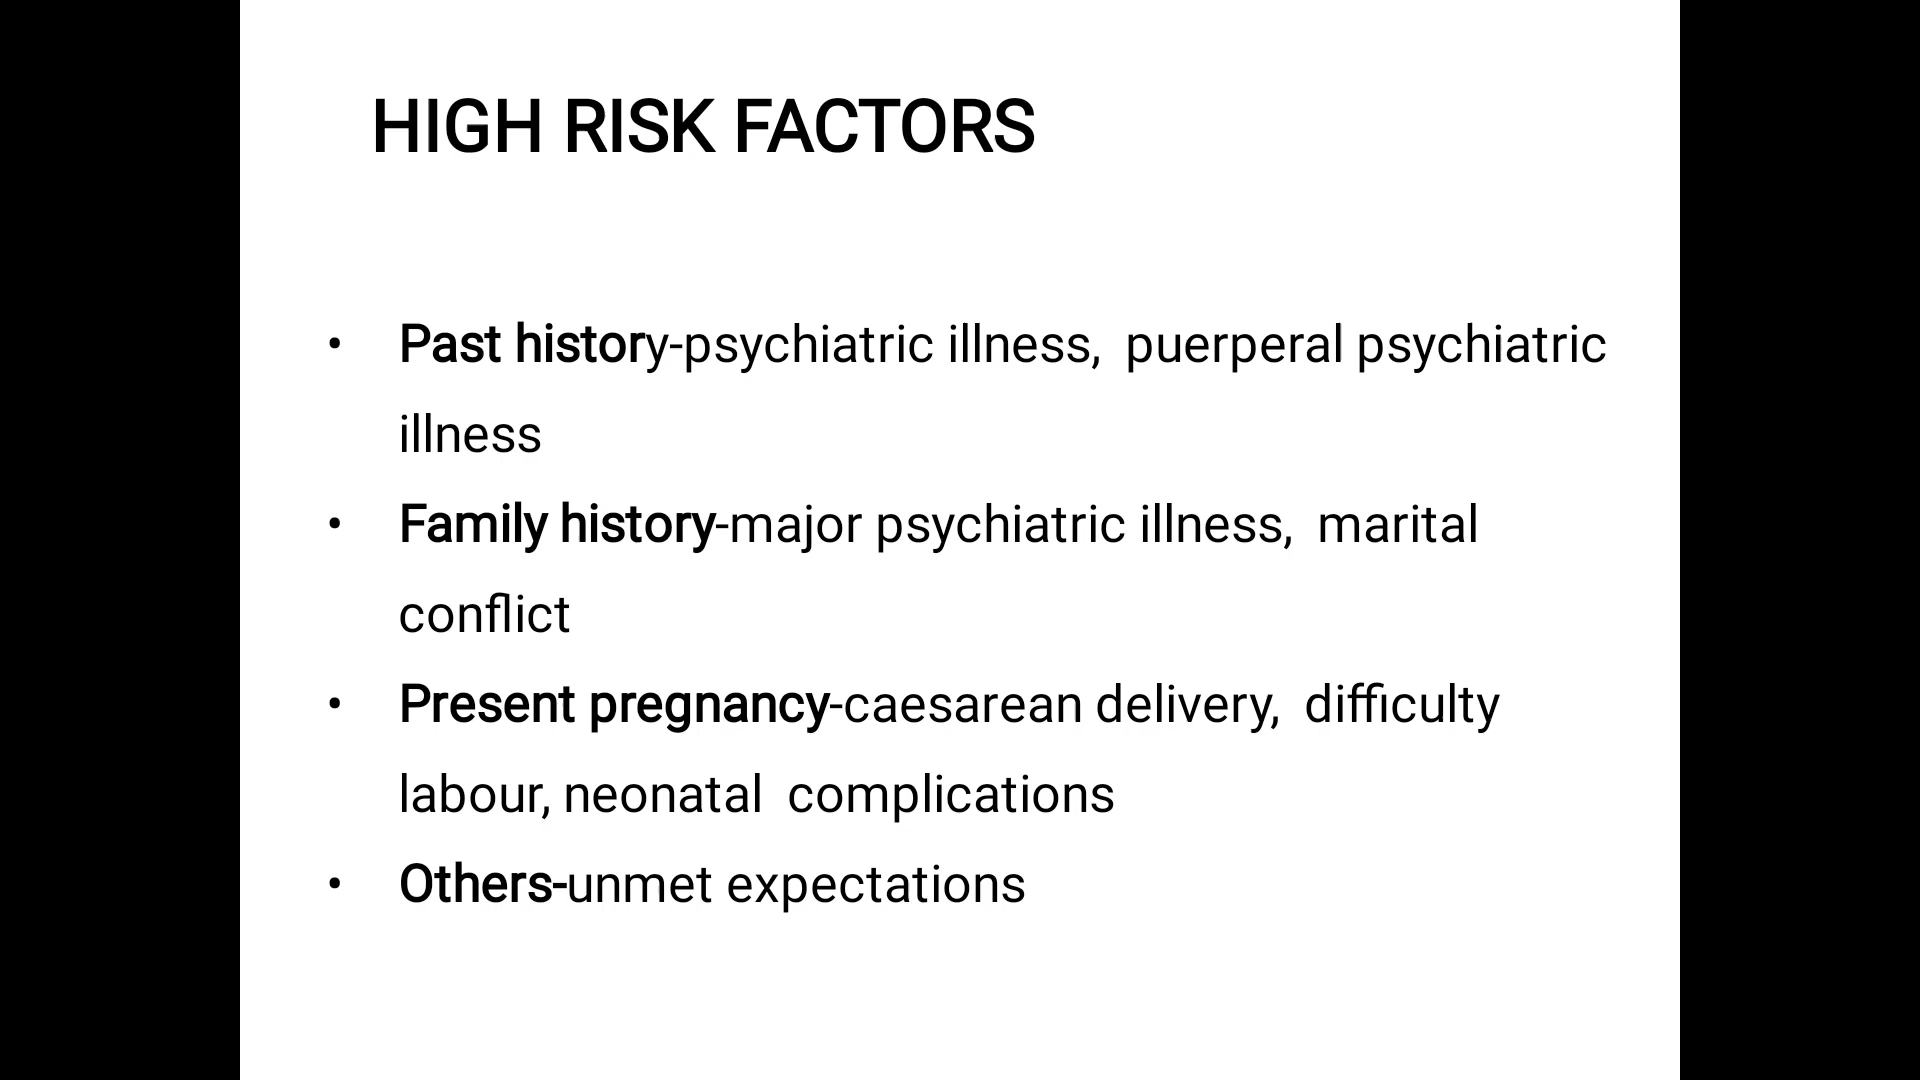 HIGH RISK FACTORS
• Past history-psychiatric illness,  puerperal psychiatric
illness
• Family history-major psychiatric illness,  marital
conflict
• Present pregnancy-caesarean delivery,  difficulty
labour, neonatal  complications
• Others-unmet expectations